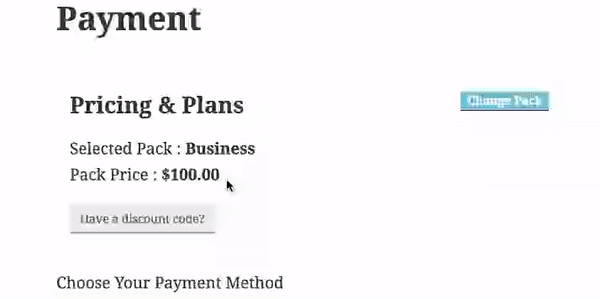 Payment
Pricing & Plans
Change Pack
Selected Pack : Business
Pack Price : $100.00
Have a discount code?
Choose Your Payment Method